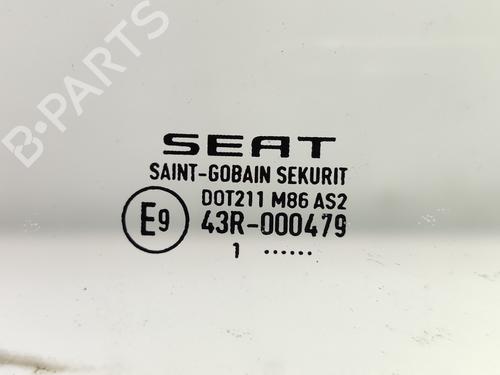 B-PARTS
SEAT
SAINT-GOBAIN SEKURIT
DOT211 M86 AS2
E9 43R-000479
1 ......